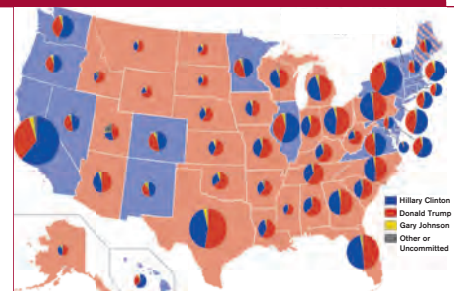 Hillary Clinton
Donald Trump
Gary Johnson
Other or
Uncommitted